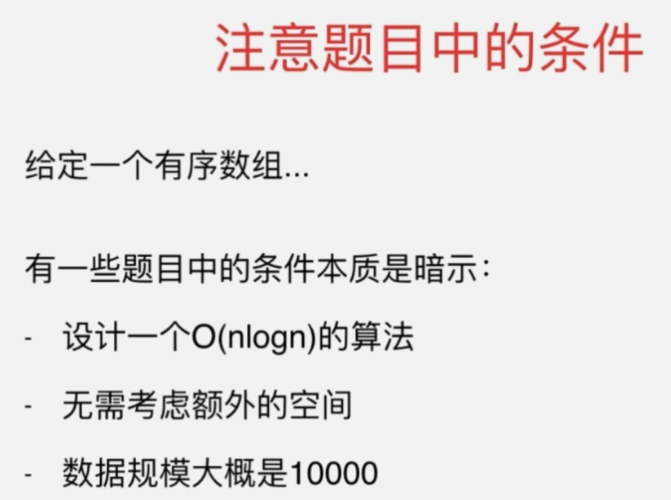 注意题目中的条件
给定一个有序数组...
有一些题目中的条件本质是暗示：
- 设计一个O(nlogn)的算法
- 无需考虑额外的空间
- 数据规模大概是10000